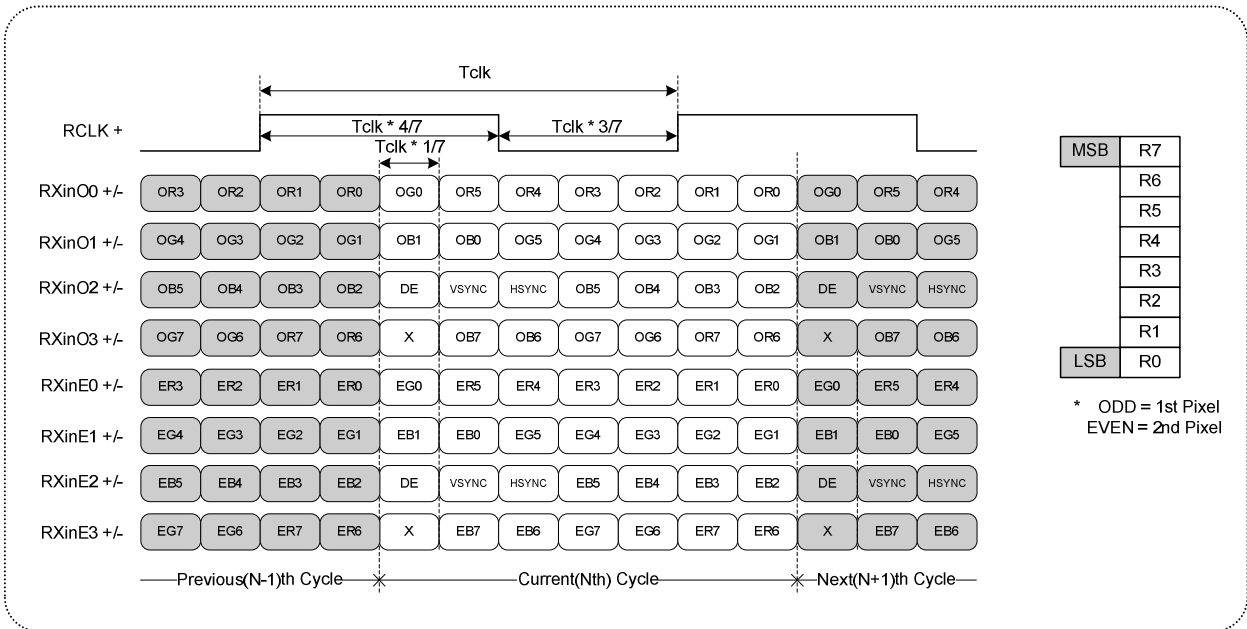 Tclk
RCLK +
Tclk * 4/7
Tclk * 3/7
Tclk * 1/7
RXinO0 +/- OR3 OR2 OR1 OR0 OG0 OR5 OR4 OR3 OR2 OR1 OR0 OG0 OR5 OR4
RXinO1 +/- OG4 OG3 OG2 OG1 OB1 OB0 OG5 OG4 OG3 OG2 OG1 OB1 OB0 OG5
RXinO2 +/- OB5 OB4 OB3 OB2 DE VSYNC HSYNC OB5 OB4 OB3 OB2 DE VSYNC HSYNC
RXinO3 +/- OG7 OG6 OR7 OR6 X OB7 OB6 OG7 OG6 OR7 OR6 X OB7 OB6
RXinE0 +/- ER3 ER2 ER1 ER0 EG0 ER5 ER4 ER3 ER2 ER1 ER0 EG0 ER5 ER4
RXinE1 +/- EG4 EG3 EG2 EG1 EB1 EB0 EG5 EG4 EG3 EG2 EG1 EB1 EB0 EG5
RXinE2 +/- EB5 EB4 EB3 EB2 DE VSYNC HSYNC EB5 EB4 EB3 EB2 DE VSYNC HSYNC
RXinE3 +/- EG7 EG6 ER7 ER6 X EB7 EB6 EG7 EG6 ER7 ER6 X EB7 EB6
Previous(N-1)th Cycle Current(Nth) Cycle Next(N+1)th Cycle
MSB R7
R6
R5
R4
R3
R2
R1
LSB R0
* ODD = 1st Pixel
EVEN = 2nd Pixel